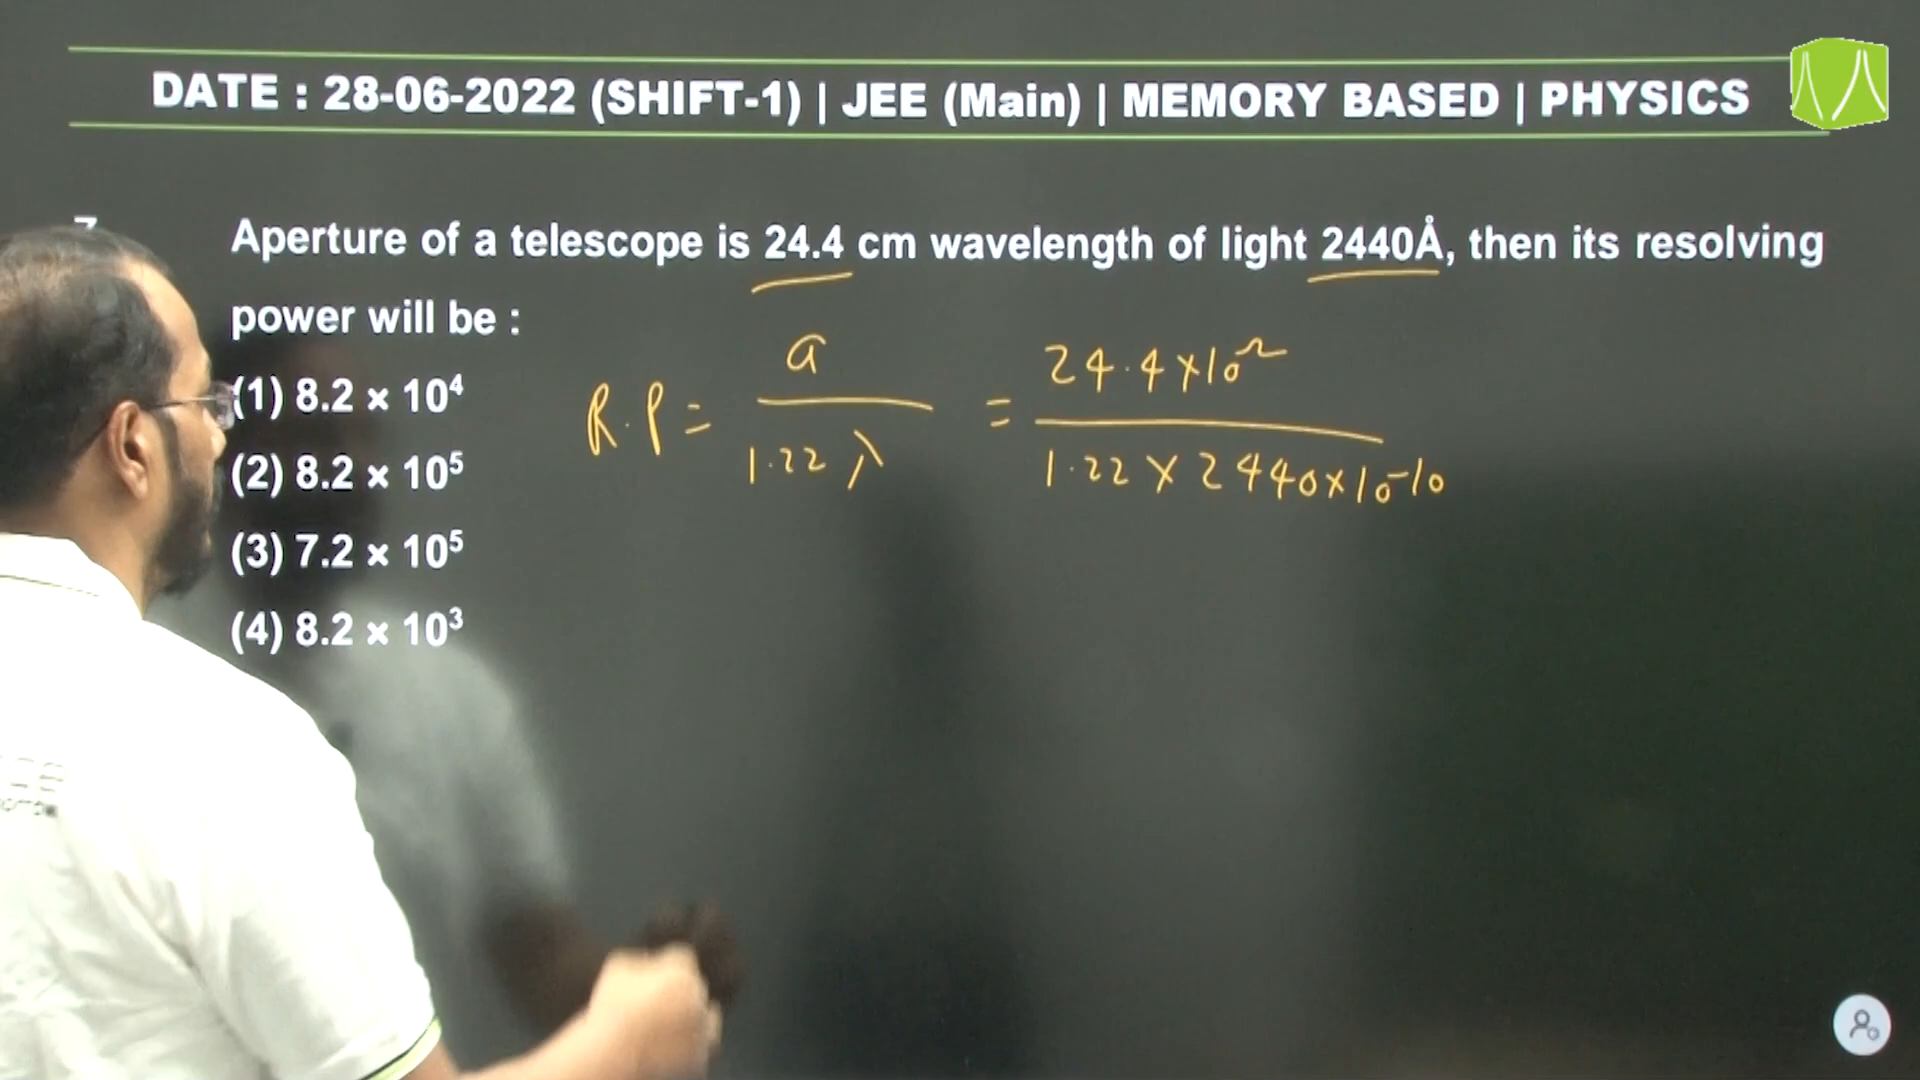 DATE : 28-06-2022 (SHIFT-1) | JEE (Main) | MEMORY BASED | PHYSICS
Aperture of a telescope is 24.4 cm wavelength of light 2440Å, then its resolving
power will be :
(1) 8.2 × 10⁴
(2) 8.2 × 10⁵
(3) 7.2 × 10⁵
(4) 8.2 × 10³
R.P = a / 1.22 λ = 24.4×10⁻² / 1.22 × 2440×10⁻¹⁰